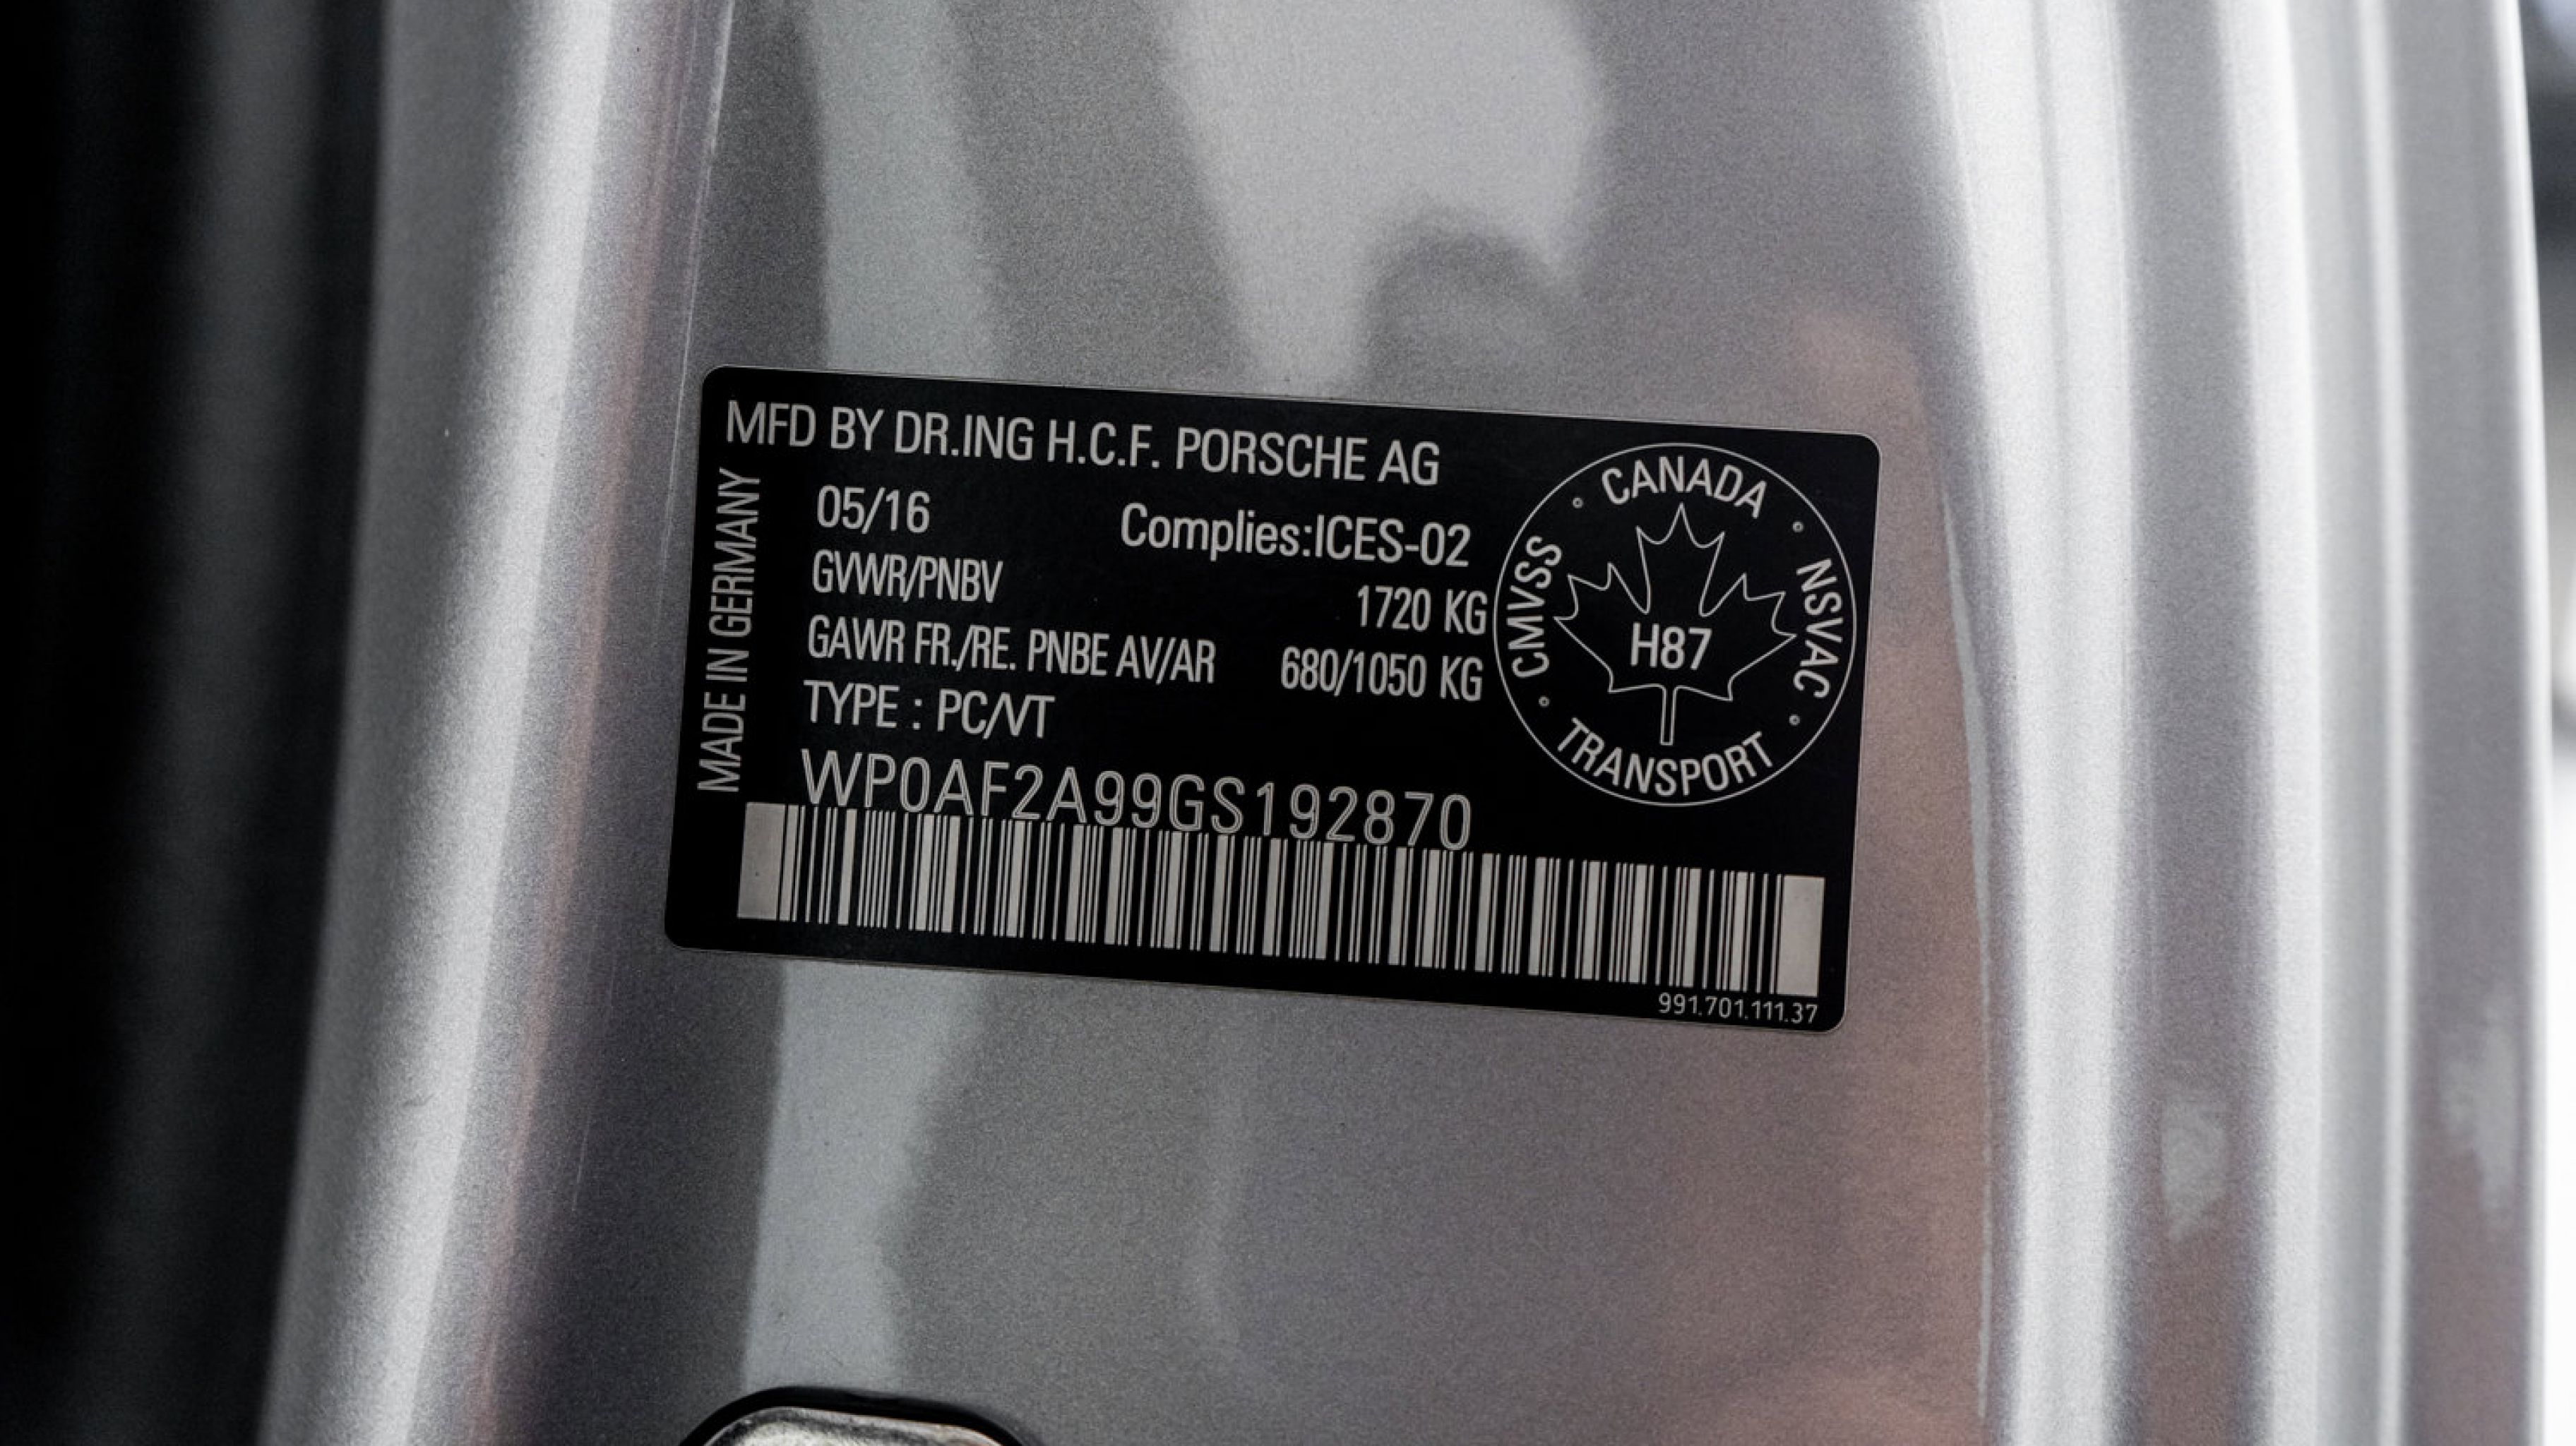 MFD BY DR.ING H.C.F. PORSCHE AG
MADE IN GERMANY
05/16 Complies:ICES-02
GVWR/PNBV 1720 KG
GAWR FR./RE. PNBE AV/AR 680/1050 KG
TYPE : PC/VT
WP0AF2A99GS192870
CANADA
CMVSS
NSVAC
H87
TRANSPORT
991.701.111.37